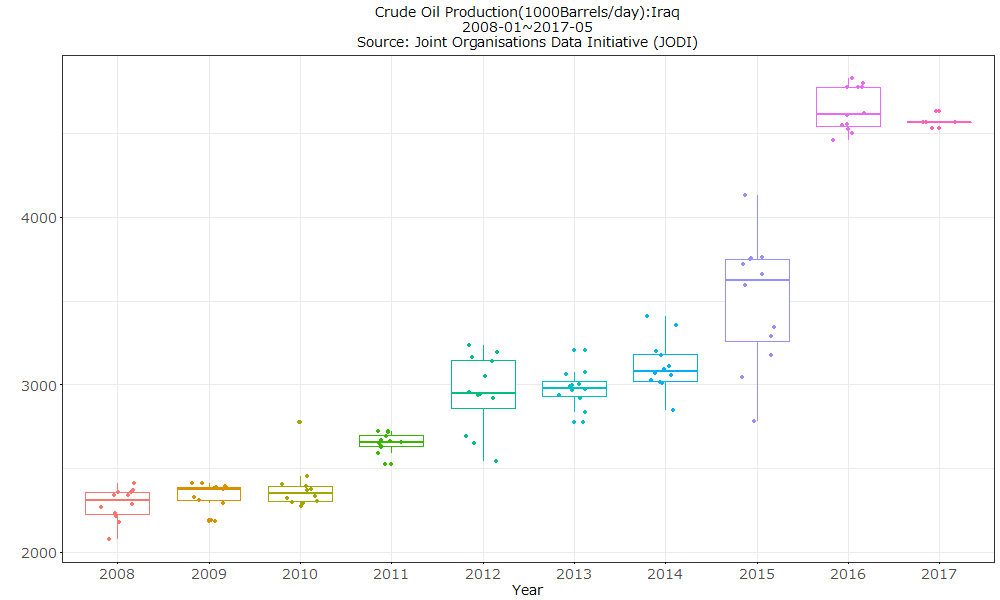 Crude Oil Production(1000Barrels/day):Iraq
2008-01~2017-05
Source: Joint Organisations Data Initiative (JODI)
4000
3000
2000
2008 2009 2010 2011 2012 2013 2014 2015 2016 2017
Year